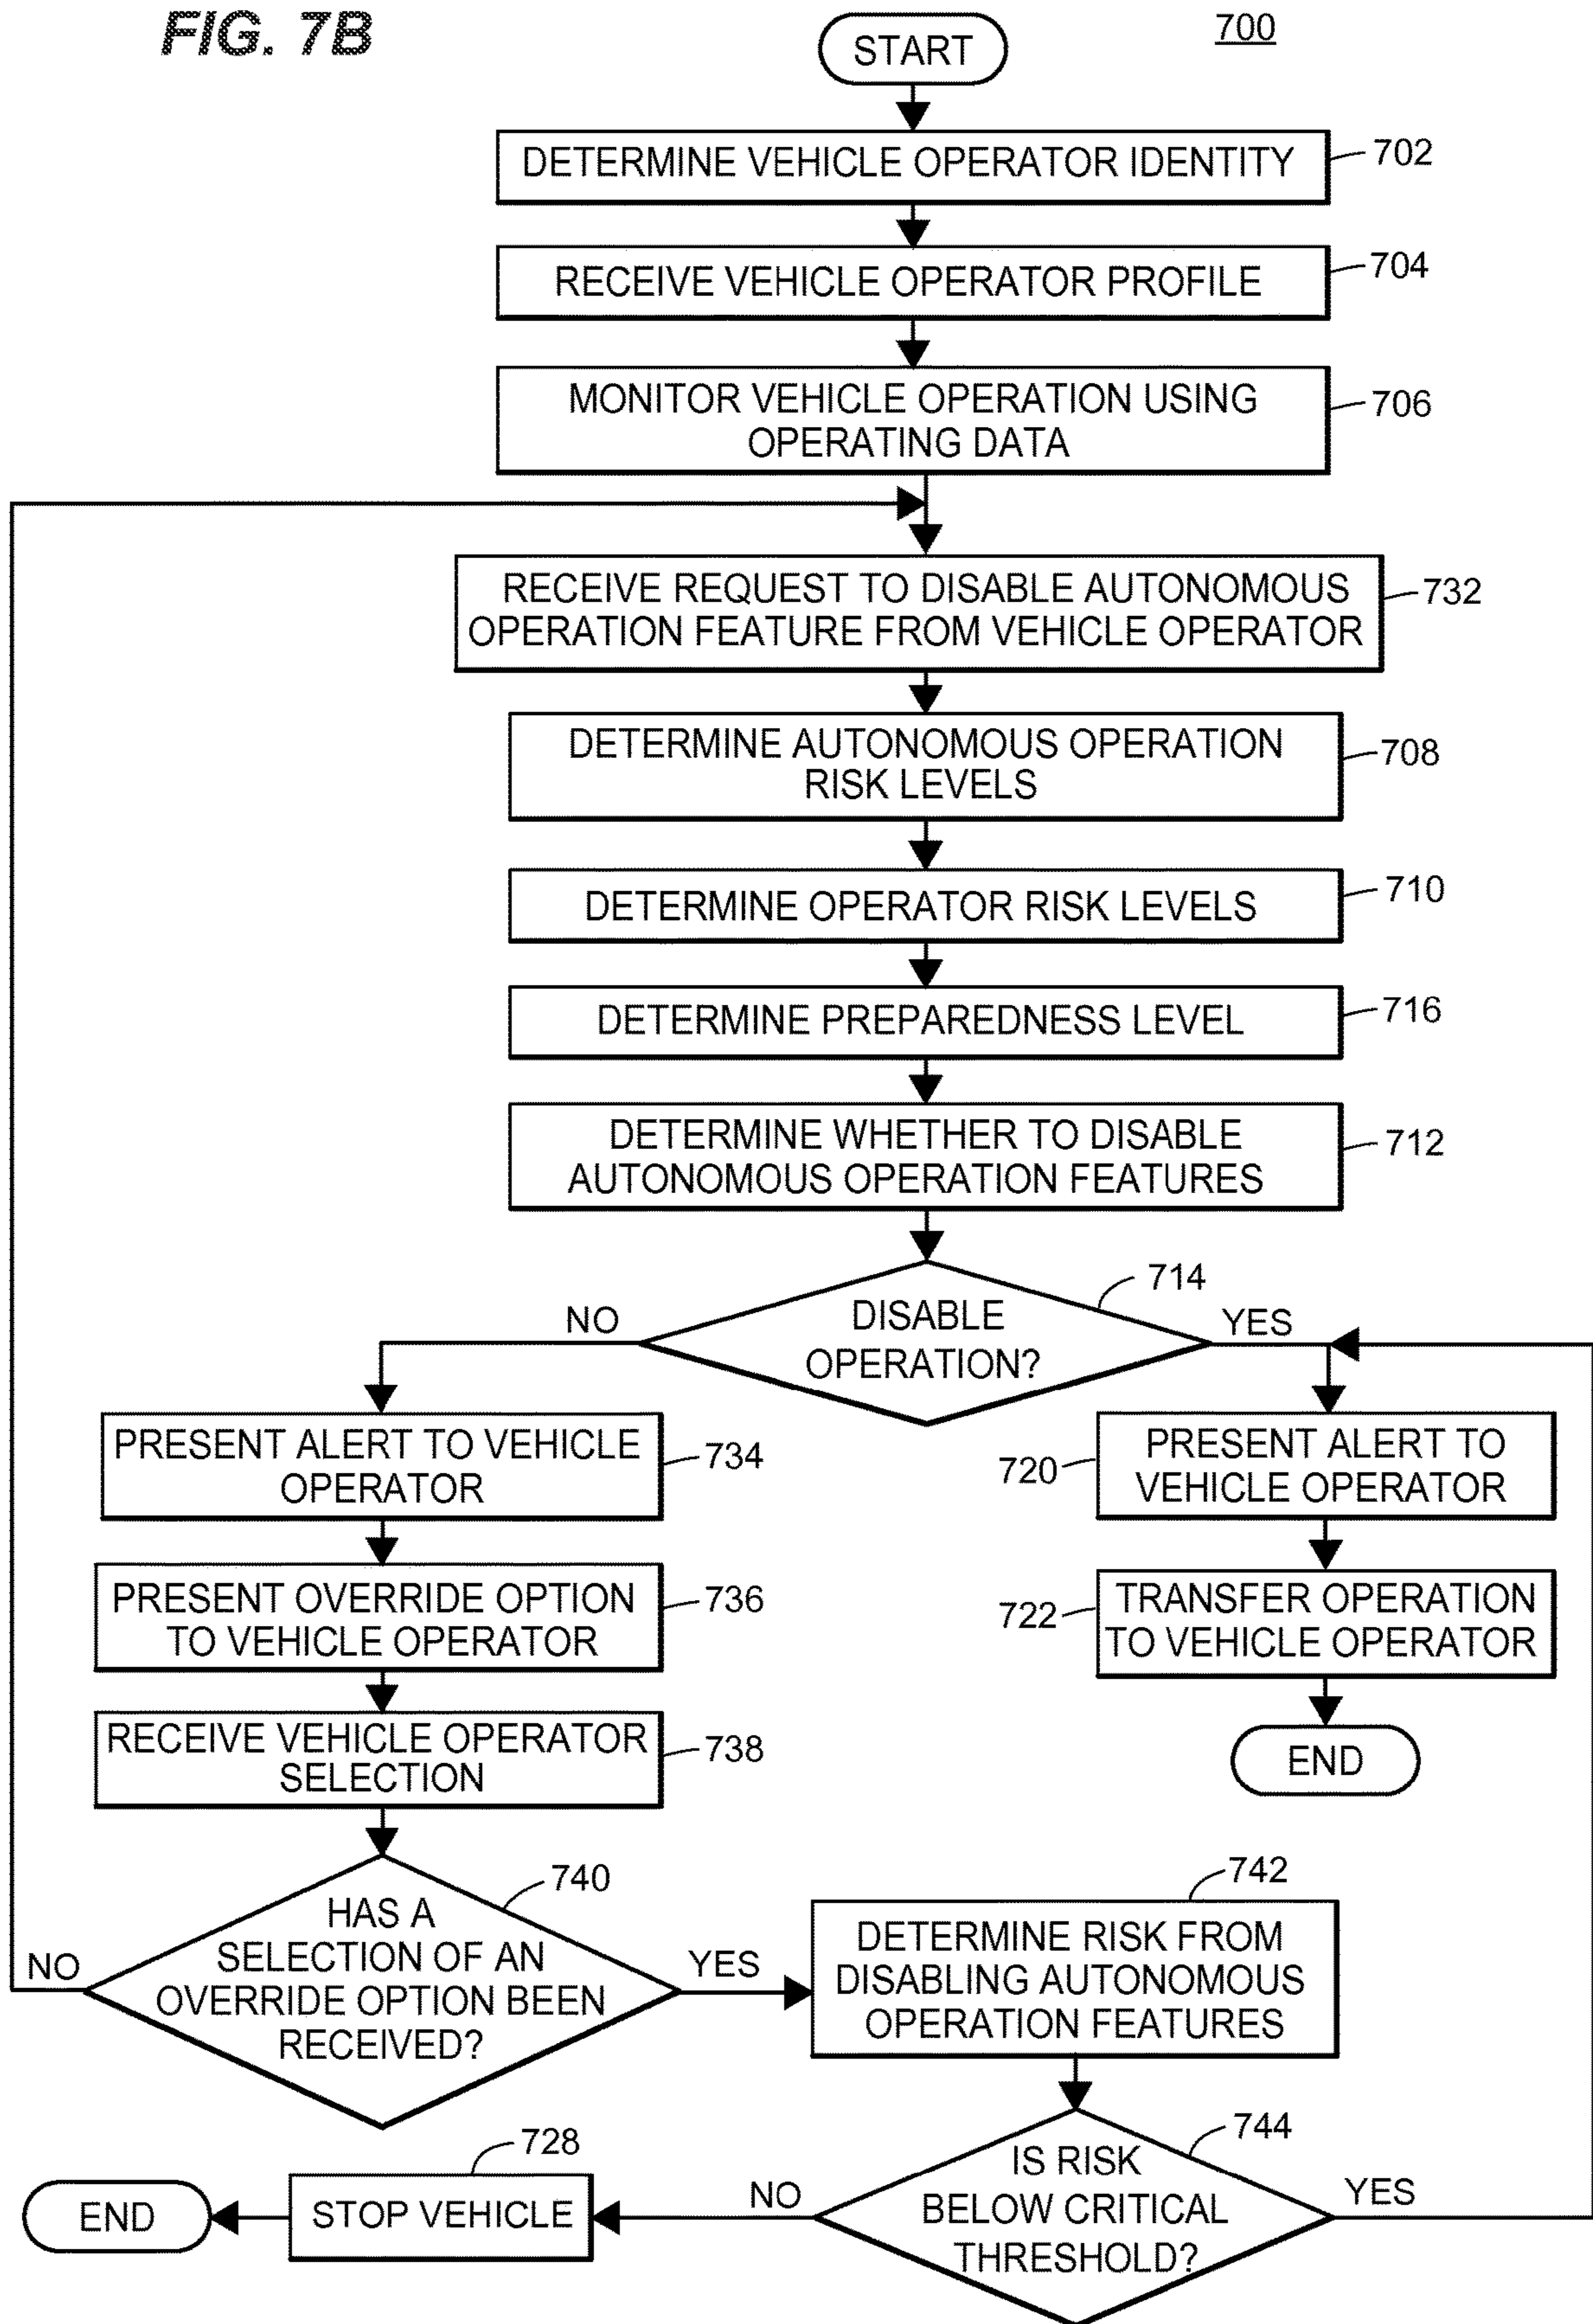 FIG. 7B
700
START
DETERMINE VEHICLE OPERATOR IDENTITY
702
RECEIVE VEHICLE OPERATOR PROFILE
704
MONITOR VEHICLE OPERATION USING
OPERATING DATA
706
RECEIVE REQUEST TO DISABLE AUTONOMOUS
OPERATION FEATURE FROM VEHICLE OPERATOR
732
DETERMINE AUTONOMOUS OPERATION
RISK LEVELS
708
DETERMINE OPERATOR RISK LEVELS
710
DETERMINE PREPAREDNESS LEVEL
716
DETERMINE WHETHER TO DISABLE
AUTONOMOUS OPERATION FEATURES
712
714
DISABLE
OPERATION?
NO
YES
PRESENT ALERT TO VEHICLE
OPERATOR
734
720
PRESENT ALERT TO
VEHICLE OPERATOR
PRESENT OVERRIDE OPTION
TO VEHICLE OPERATOR
736
722
TRANSFER OPERATION
TO VEHICLE OPERATOR
RECEIVE VEHICLE OPERATOR
SELECTION
738
END
740
HAS A
SELECTION OF AN
OVERRIDE OPTION BEEN
RECEIVED?
NO
YES
742
DETERMINE RISK FROM
DISABLING AUTONOMOUS
OPERATION FEATURES
744
IS RISK
BELOW CRITICAL
THRESHOLD?
NO
YES
728
STOP VEHICLE
END